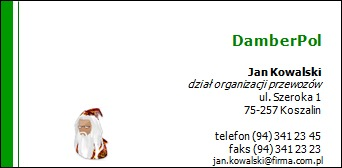 DamberPol
Jan Kowalski
dział organizacji przewozów
ul. Szeroka 1
75-257 Koszalin
telefon (94) 341 23 45
faks (94) 341 23 23
jan.kowalski@firma.com.pl